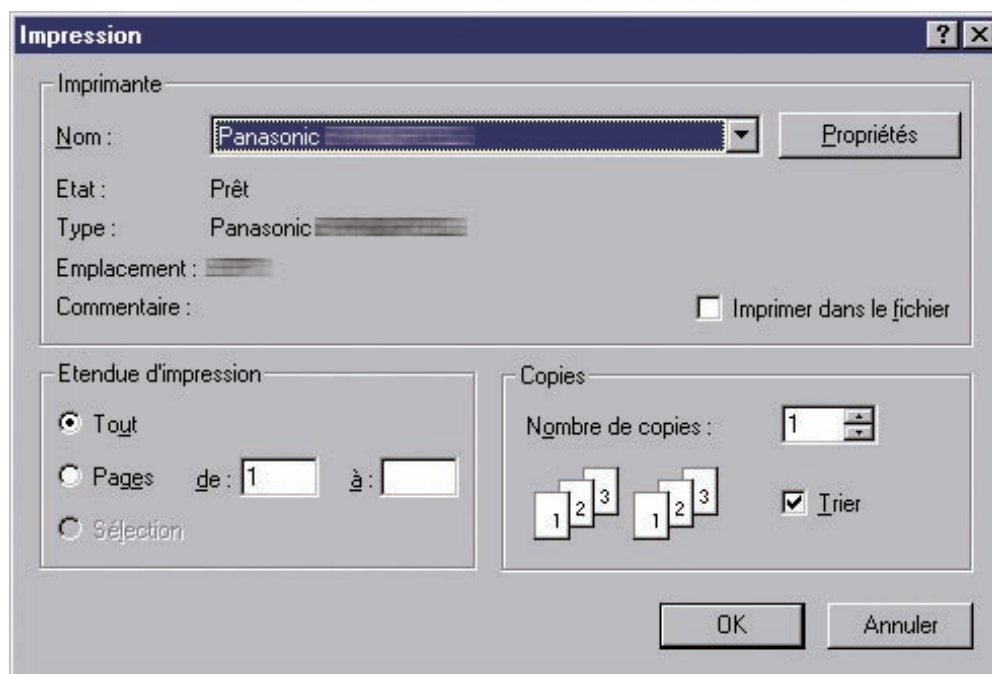 Impression
Imprimante
Nom :
Panasonic
Propriétés
Etat :
Prêt
Type :
Panasonic
Emplacement :
Commentaire :
Imprimer dans le fichier
Etendue d'impression
Tout
Pages de : 1 à :
Sélection
Copies
Nombre de copies : 1
1 2 3 1 2 3
Trier
OK
Annuler